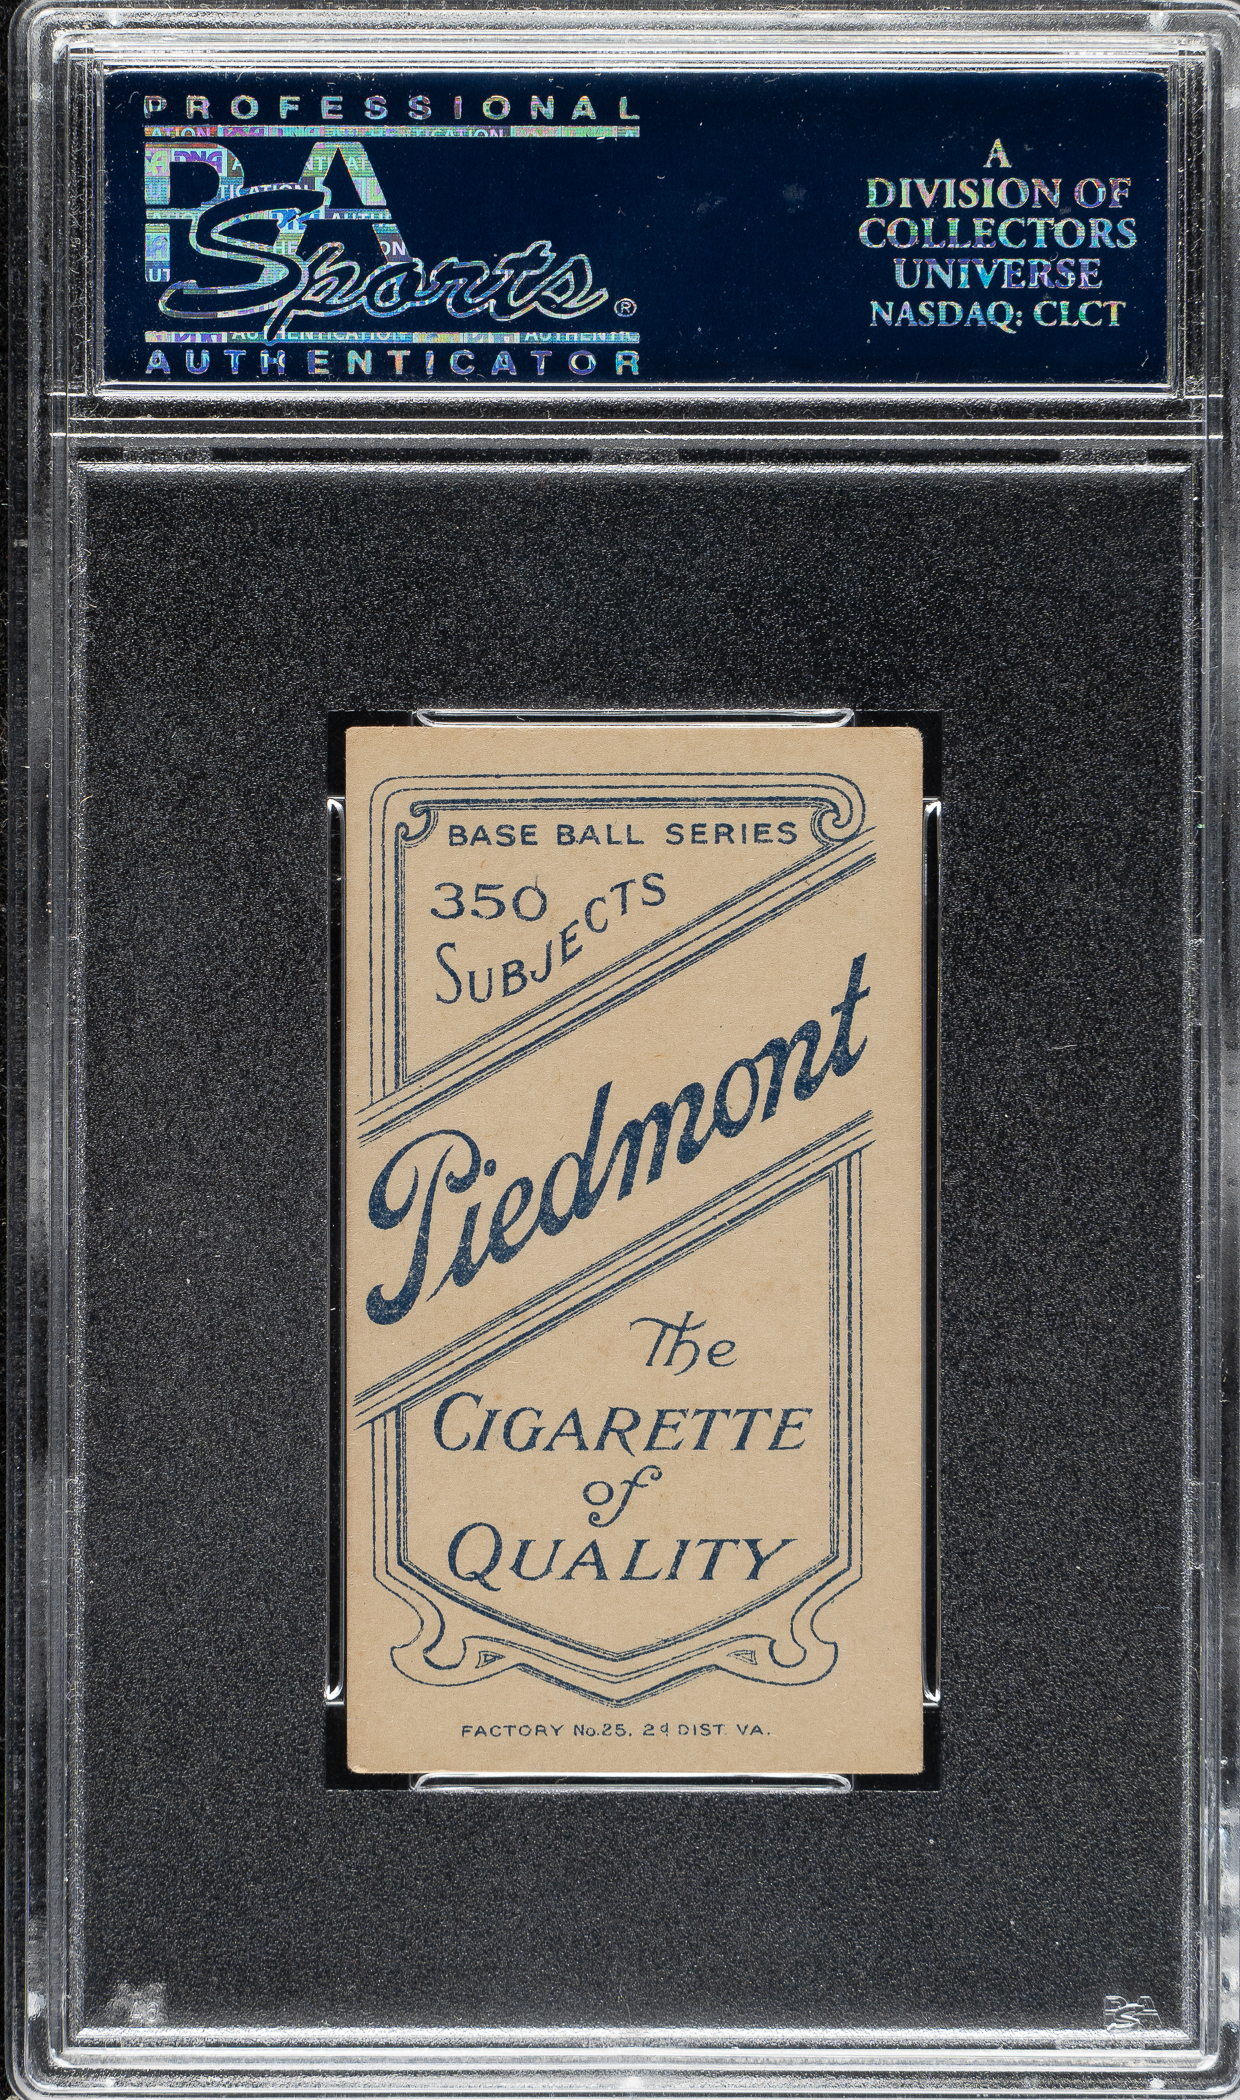 PROFESSIONAL
PSA
Sports®
AUTHENTICATOR
A
DIVISION OF
COLLECTORS
UNIVERSE
NASDAQ: CLCT
BASE BALL SERIES
350
SUBJECTS
Piedmont
The
CIGARETTE
of
QUALITY
FACTORY No.25. 2d DIST. VA.
PSA